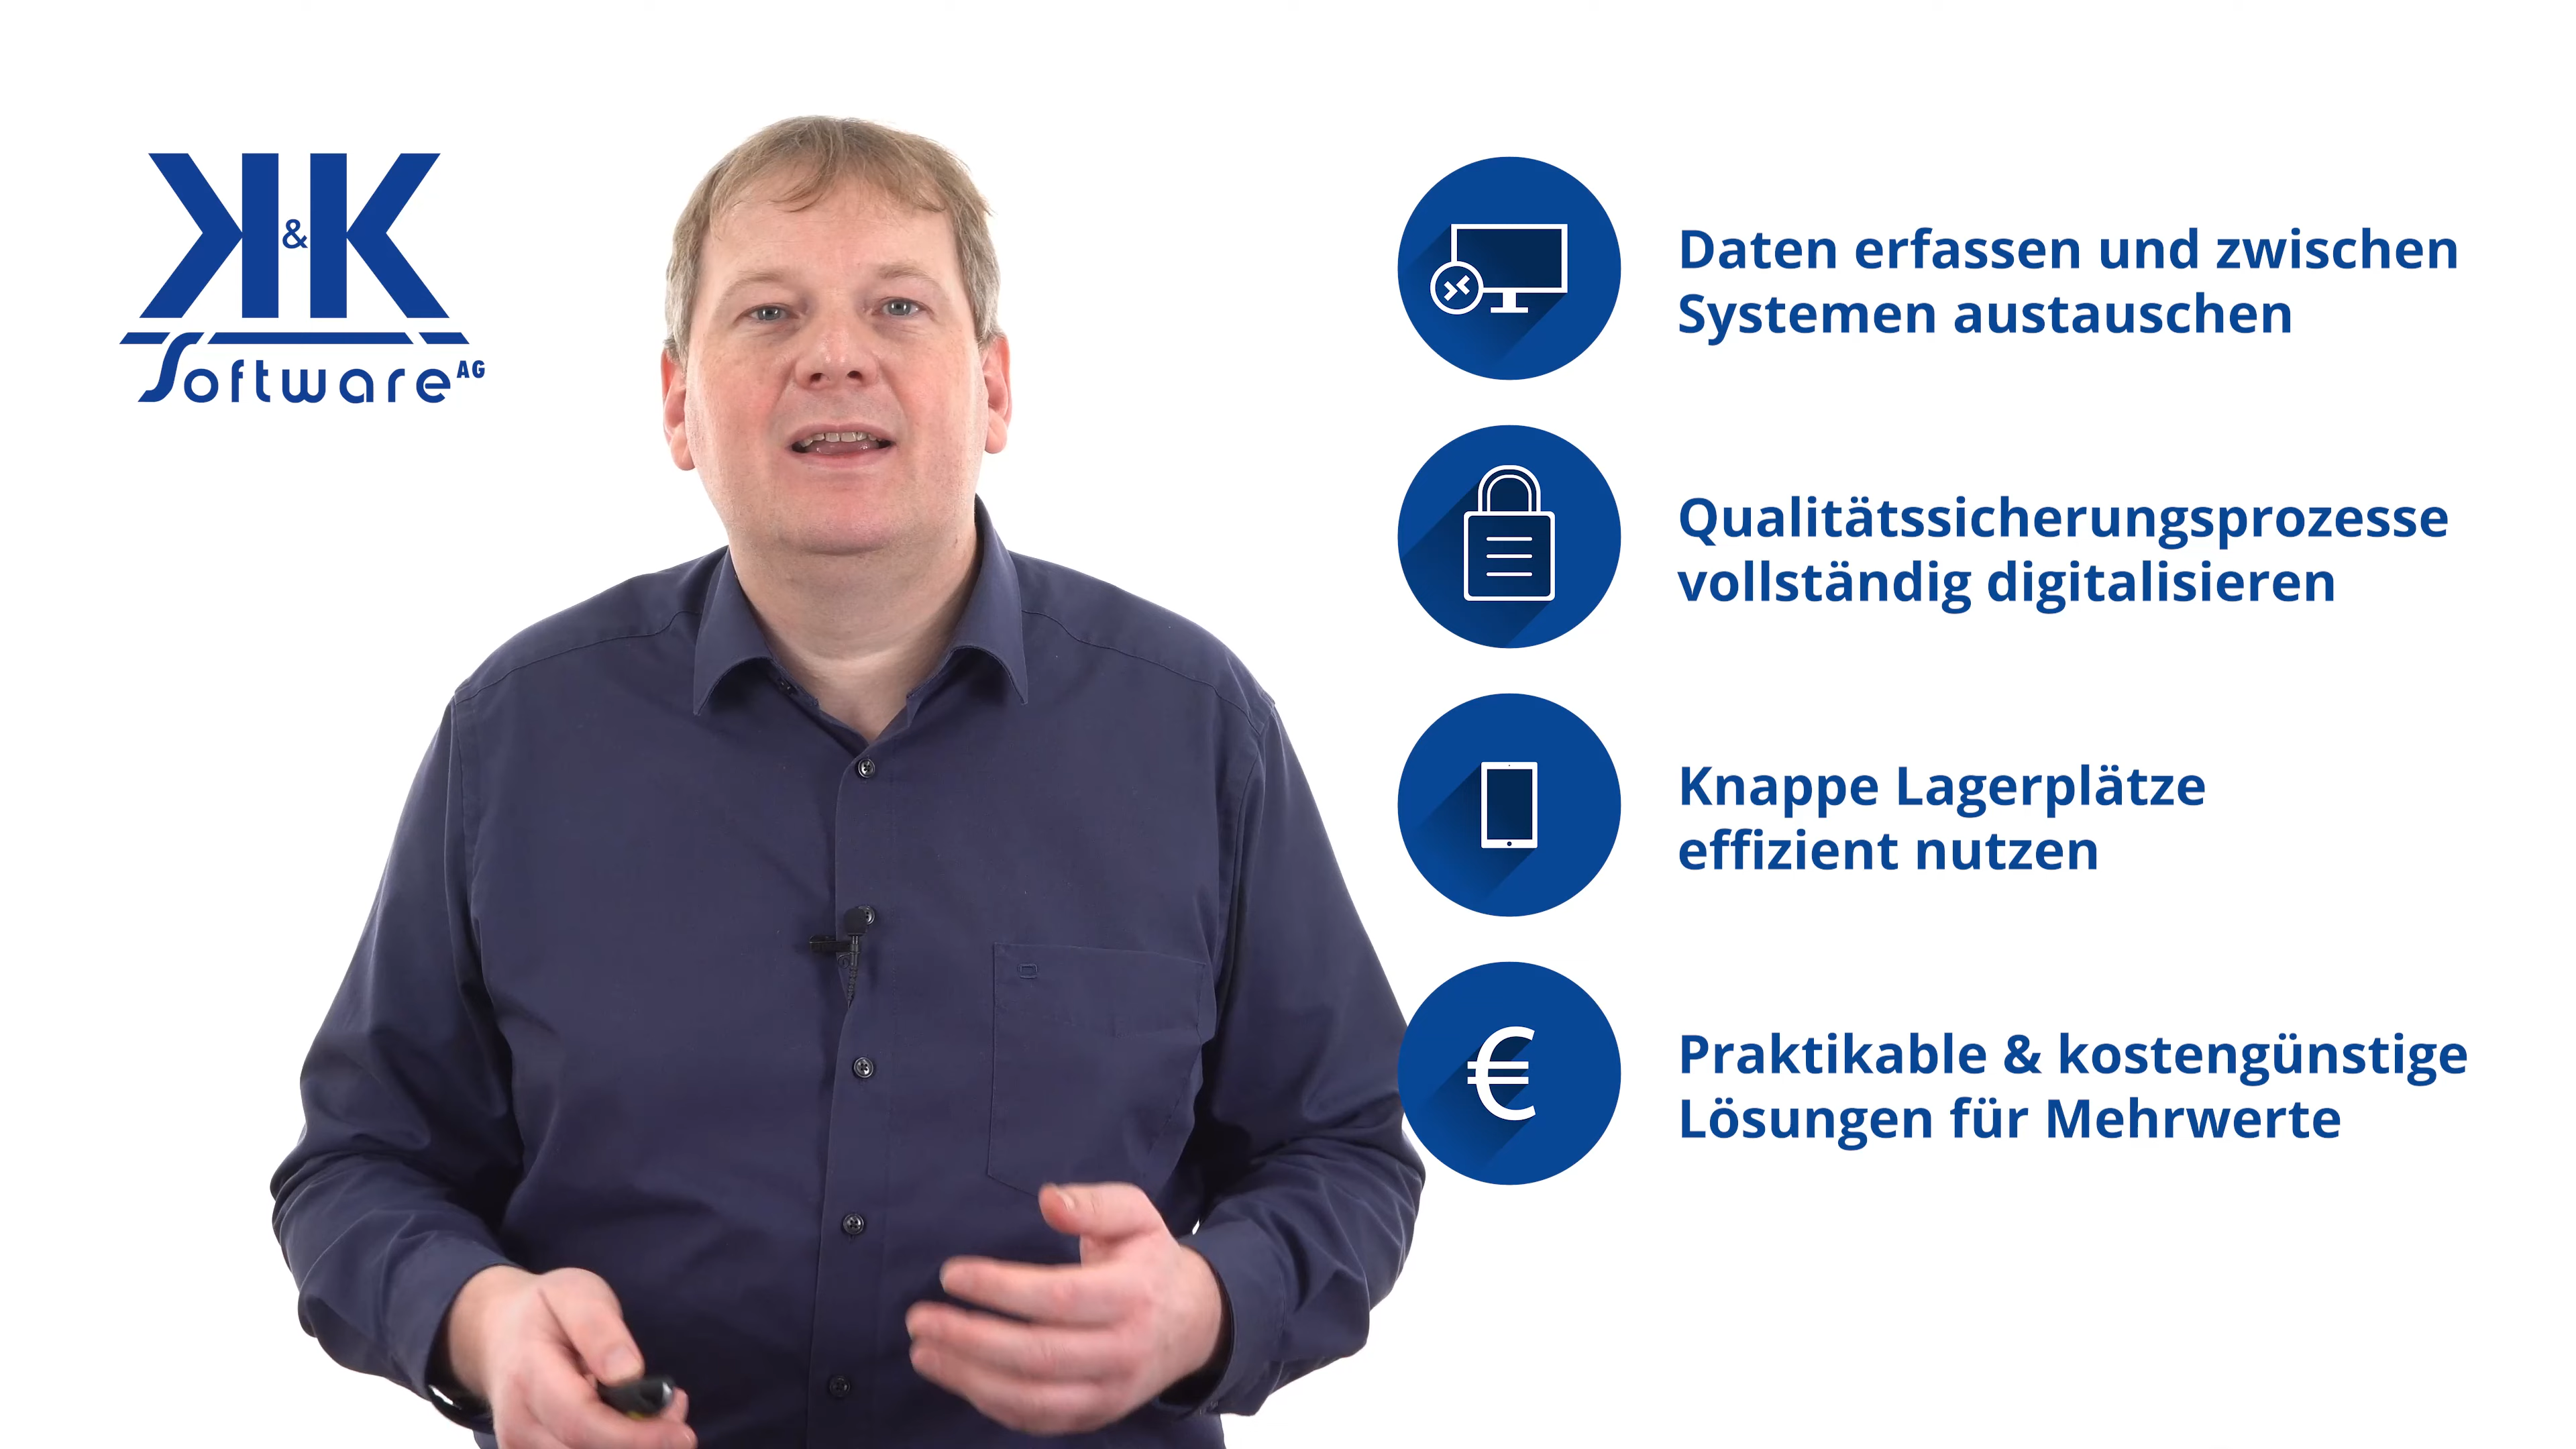 K&K
Software AG
Daten erfassen und zwischen
Systemen austauschen
Qualitätssicherungsprozesse
vollständig digitalisieren
Knappe Lagerplätze
effizient nutzen
€
Praktikable & kostengünstige
Lösungen für Mehrwerte